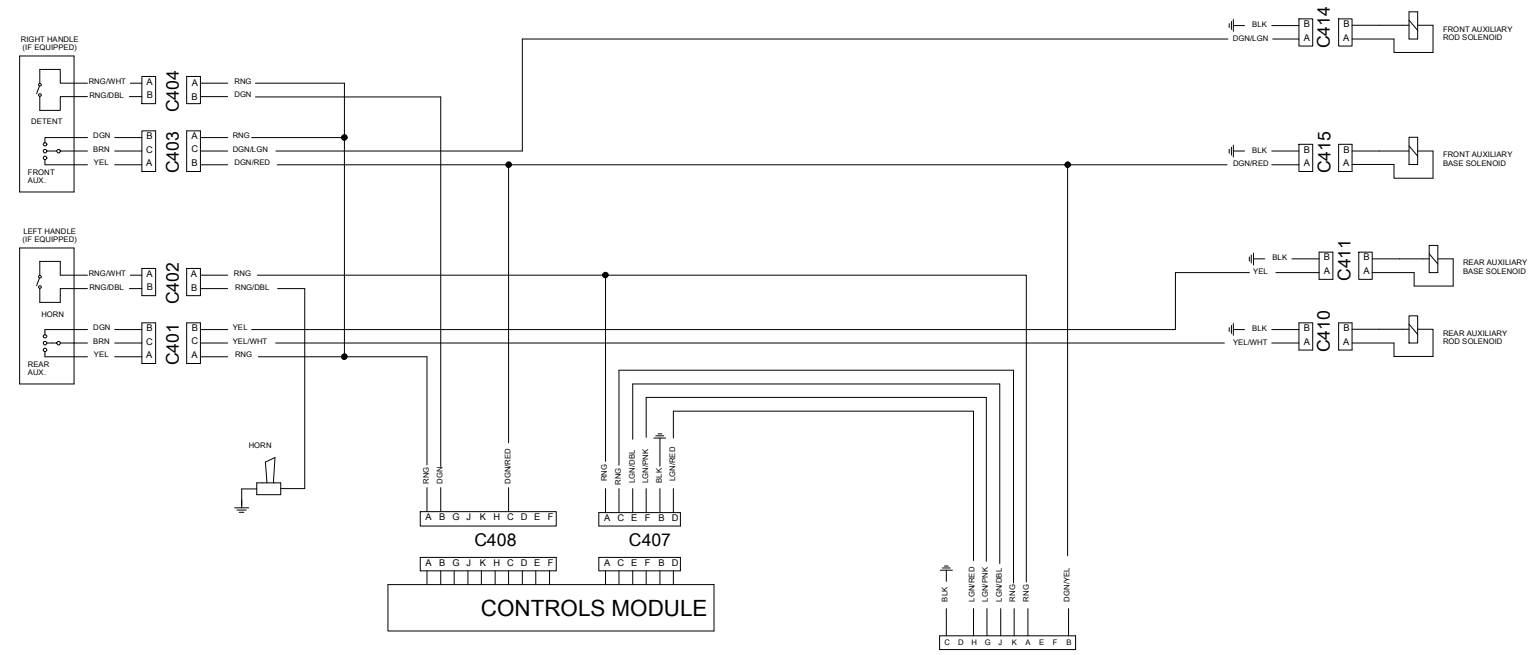 RIGHT HANDLE
(IF EQUIPPED)
RNG/WHT A A RNG
RNG/DBL B B DGN
C404
DETENT
DGN B A RNG
BRN C C DGN/LGN
YEL A B DGN/RED
C403
FRONT
AUX.
LEFT HANDLE
(IF EQUIPPED)
RNG/WHT A A RNG
RNG/DBL B B RNG/DBL
C402
HORN
DGN B B YEL
BRN C C YEL/WHT
YEL A A RNG
C401
REAR
AUX.
BLK B B
DGN/LGN A A
C414
FRONT AUXILIARY
ROD SOLENOID
BLK B B
DGN/RED A A
C415
FRONT AUXILIARY
BASE SOLENOID
BLK B B
YEL A A
C411
REAR AUXILIARY
BASE SOLENOID
BLK B B
YEL/WHT A A
C410
REAR AUXILIARY
ROD SOLENOID
HORN
RNG DGN DGN/RED
A B G J K H C D E F
C408
A B G J K H C D E F
RNG RNG LGN/DBL LGN/PNK BLK LGN/RED
A C E F B D
C407
A C E F B D
CONTROLS MODULE
BLK LGN/RED LGN/PNK LGN/DBL RNG RNG DGN/YEL
C D H G J K A E F B